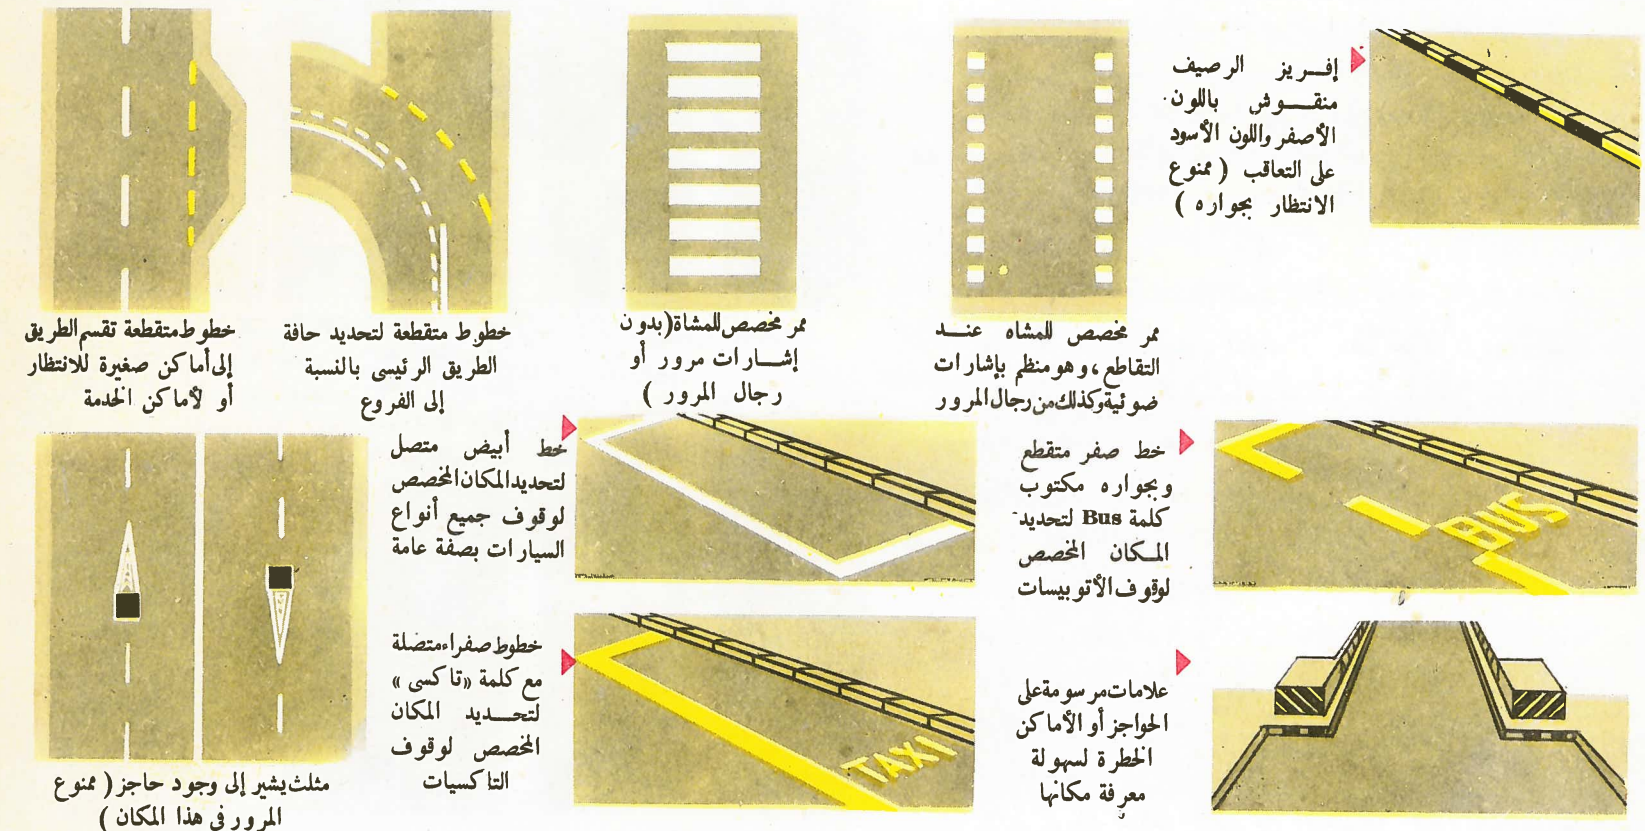 إفريز الرصيف
منقوش باللون
الأصفر واللون الأسود
على التعاقب ( ممنوع
الانتظار بجواره )
ممر مخصص للمشاه عند
التقاطع ، وهو منظم بإشارات
ضوئية وكذلك من رجال المرور
ممر مخصص للمشاة ( بدون
إشارات مرور أو
رجال المرور )
خطوط متقطعة لتحديد حافة
الطريق الرئيسى بالنسبة
إلى الفروع
خطوط متقطعة تقسم الطريق
إلى أماكن صغيرة للانتظار
أو لأماكن الخدمة
خط صفر متقطع
وبجواره مكتوب
كلمة Bus لتحديد
المكان المخصص
لوقوف الأتوبيسات
BUS
خط أبيض متصل
لتحديد المكان المخصص
لوقوف جميع أنواع
السيارات بصفة عامة
علامات مرسومة على
الحواجز أو الأماكن
الخطرة لسهولة
معرفة مكانها
خطوط صفراء متصلة
مع كلمة « تاكسى »
لتحديد المكان
المخصص لوقوف
التاكسيات
TAXI
مثلث يشير إلى وجود حاجز ( ممنوع
المرور فى هذا المكان )